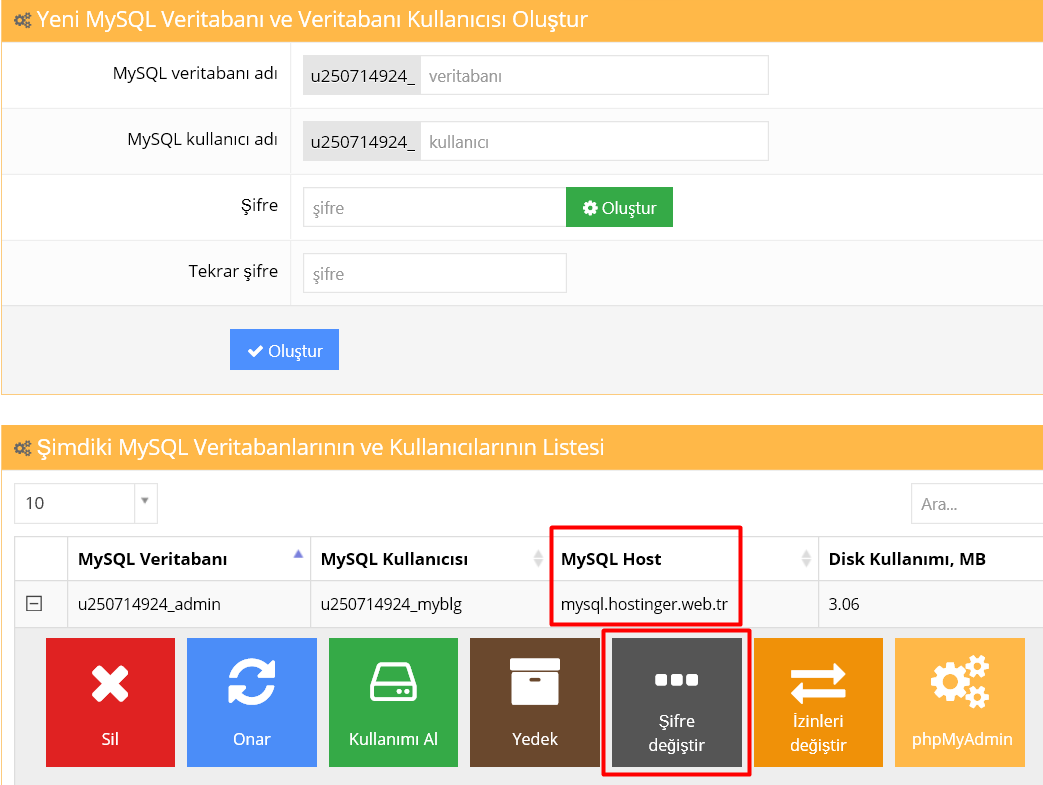 Yeni MySQL Veritabanı ve Veritabanı Kullanıcısı Oluştur
MySQL veritabanı adı
u250714924_ veritabanı
MySQL kullanıcı adı
u250714924_ kullanıcı
Şifre
şifre
Oluştur
Tekrar şifre
şifre
Oluştur
Şimdiki MySQL Veritabanlarının ve Kullanıcılarının Listesi
10
Ara...
MySQL Veritabanı MySQL Kullanıcısı MySQL Host Disk Kullanımı, MB
u250714924_admin u250714924_myblg mysql.hostinger.web.tr 3.06
Sil
Onar
Kullanımı Al
Yedek
Şifre
değiştir
İzinleri
değiştir
phpMyAdmin